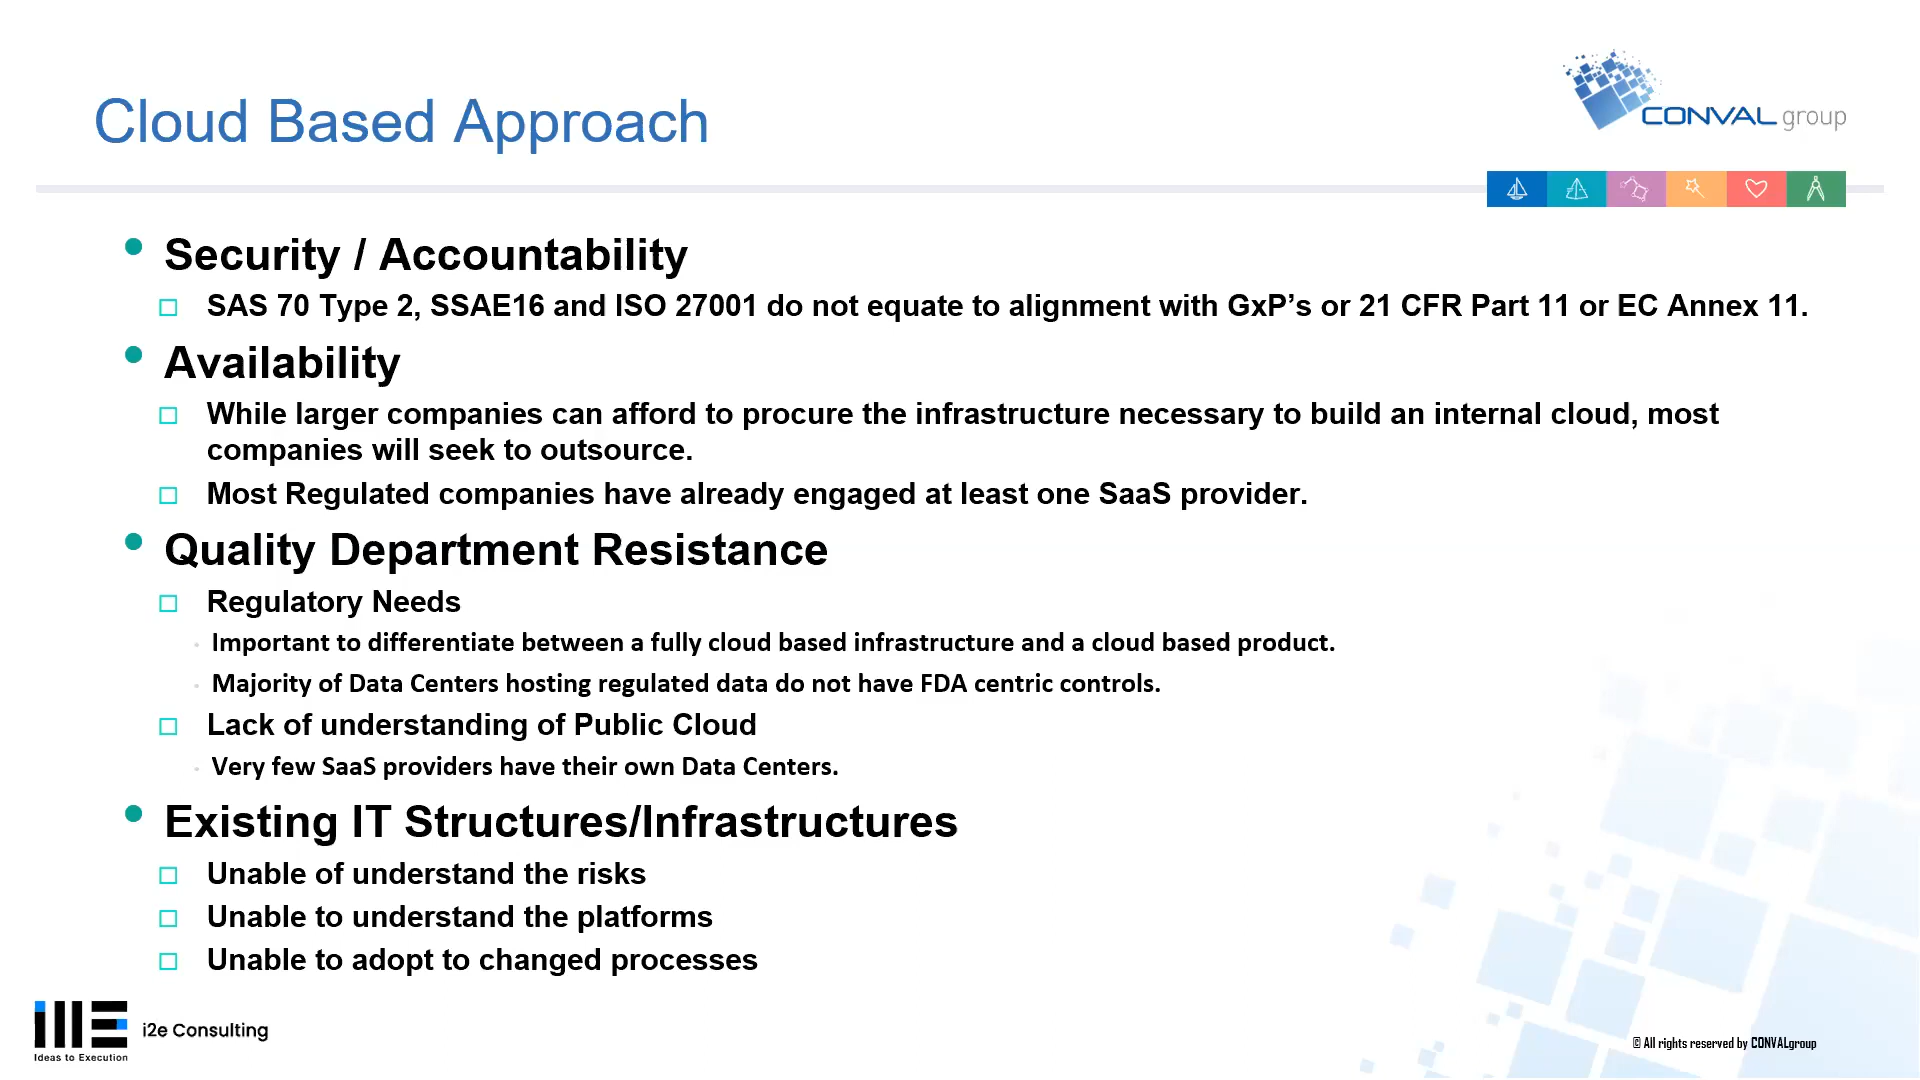 Cloud Based Approach
CONVAL group
Security / Accountability
SAS 70 Type 2, SSAE16 and ISO 27001 do not equate to alignment with GxP’s or 21 CFR Part 11 or EC Annex 11.
Availability
While larger companies can afford to procure the infrastructure necessary to build an internal cloud, most
companies will seek to outsource.
Most Regulated companies have already engaged at least one SaaS provider.
Quality Department Resistance
Regulatory Needs
Important to differentiate between a fully cloud based infrastructure and a cloud based product.
Majority of Data Centers hosting regulated data do not have FDA centric controls.
Lack of understanding of Public Cloud
Very few SaaS providers have their own Data Centers.
Existing IT Structures/Infrastructures
Unable of understand the risks
Unable to understand the platforms
Unable to adopt to changed processes
i2e Consulting
Ideas to Execution
© All rights reserved by CONVALgroup